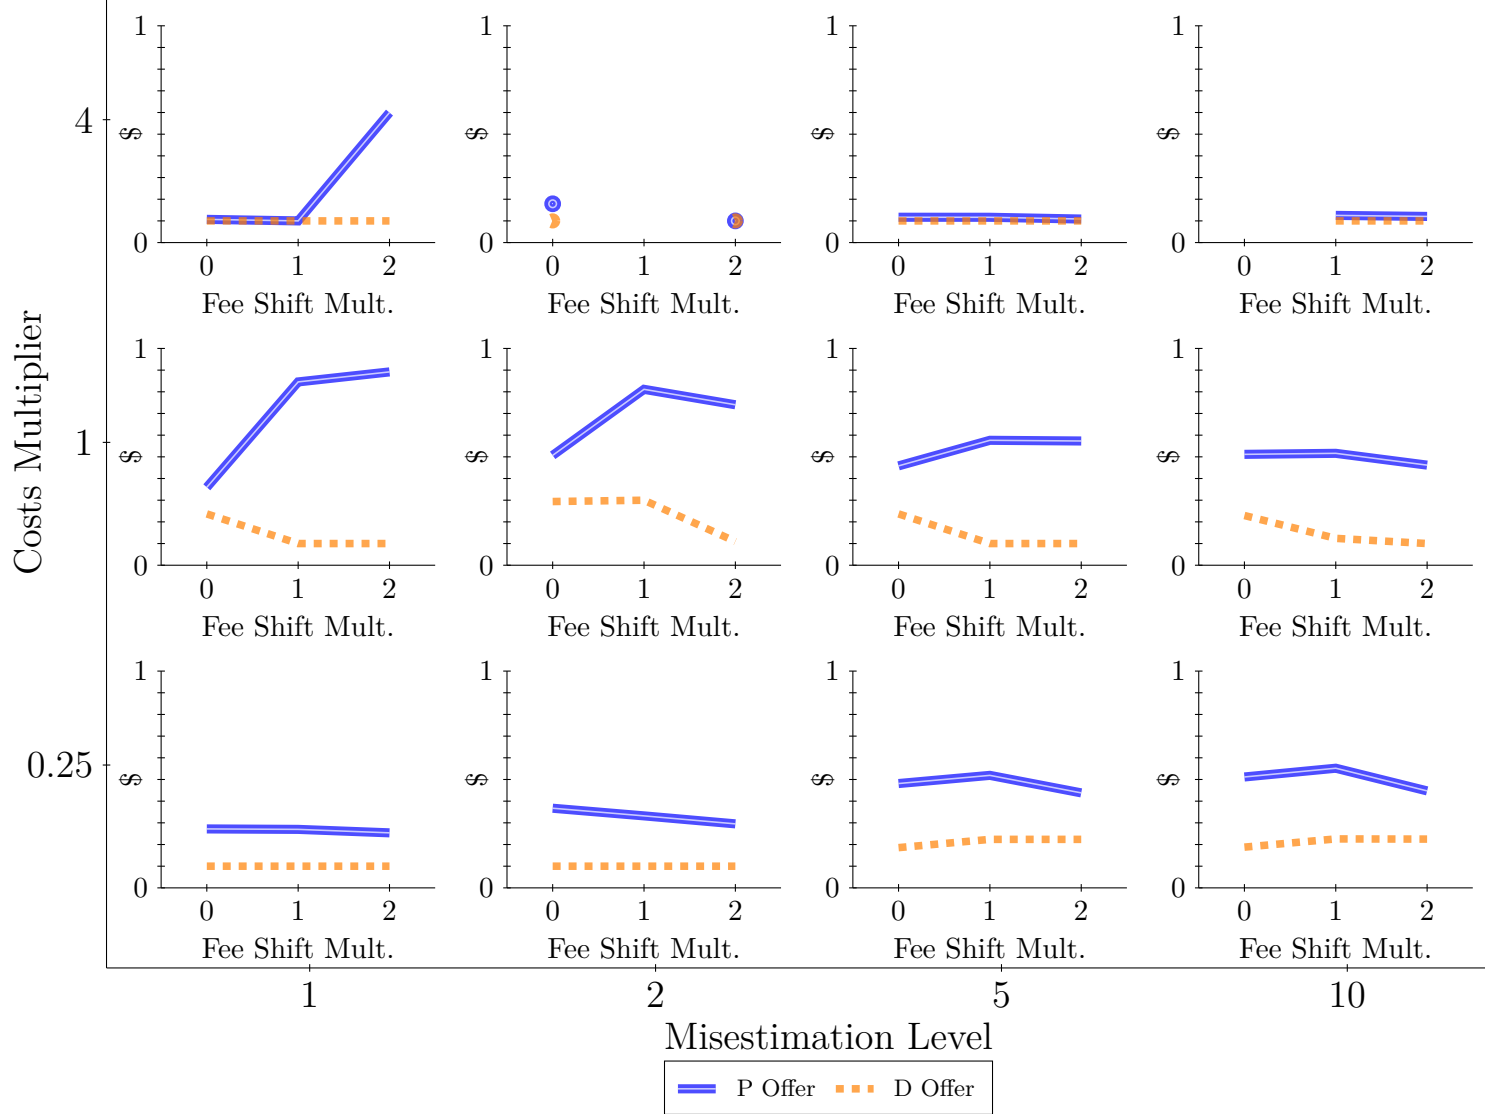 1 1 1 1
4 $ $ $ $
0 0 0 0
0 1 2 0 1 2 0 1 2 0 1 2
Fee Shift Mult. Fee Shift Mult. Fee Shift Mult. Fee Shift Mult.
Costs Multiplier
1 1 1 1
1 $ $ $ $
0 0 0 0
0 1 2 0 1 2 0 1 2 0 1 2
Fee Shift Mult. Fee Shift Mult. Fee Shift Mult. Fee Shift Mult.
1 1 1 1
0.25 $ $ $ $
0 0 0 0
0 1 2 0 1 2 0 1 2 0 1 2
Fee Shift Mult. Fee Shift Mult. Fee Shift Mult. Fee Shift Mult.
1 2 5 10
Misestimation Level
P Offer D Offer